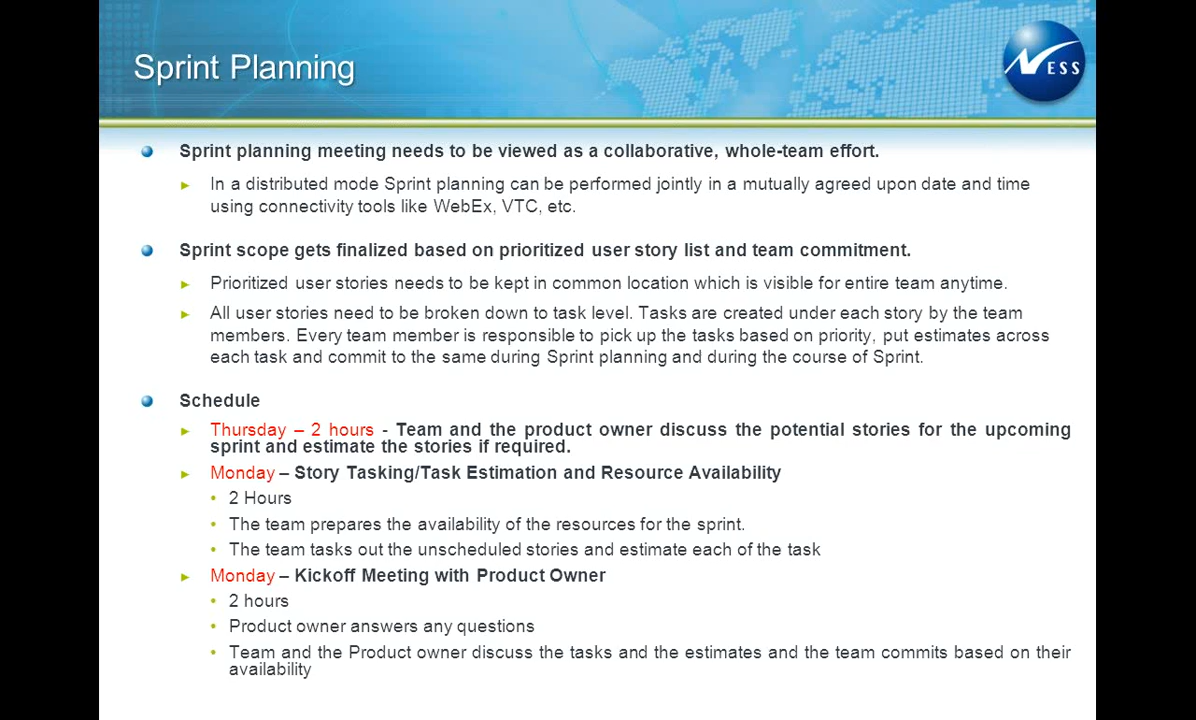 Sprint Planning
NESS
Sprint planning meeting needs to be viewed as a collaborative, whole-team effort.
In a distributed mode Sprint planning can be performed jointly in a mutually agreed upon date and time
using connectivity tools like WebEx, VTC, etc.
Sprint scope gets finalized based on prioritized user story list and team commitment.
Prioritized user stories needs to be kept in common location which is visible for entire team anytime.
All user stories need to be broken down to task level. Tasks are created under each story by the team
members. Every team member is responsible to pick up the tasks based on priority, put estimates across
each task and commit to the same during Sprint planning and during the course of Sprint.
Schedule
Thursday – 2 hours - Team and the product owner discuss the potential stories for the upcoming
sprint and estimate the stories if required.
Monday – Story Tasking/Task Estimation and Resource Availability
2 Hours
The team prepares the availability of the resources for the sprint.
The team tasks out the unscheduled stories and estimate each of the task
Monday – Kickoff Meeting with Product Owner
2 hours
Product owner answers any questions
Team and the Product owner discuss the tasks and the estimates and the team commits based on their
availability